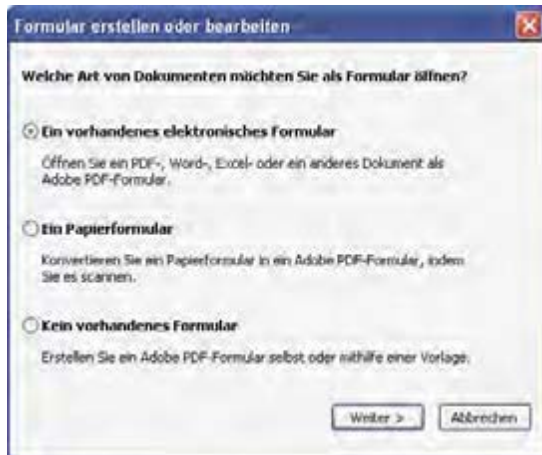 Formular erstellen oder bearbeiten
Welche Art von Dokumenten möchten Sie als Formular öffnen?
Ein vorhandenes elektronisches Formular
Öffnen Sie ein PDF-, Word-, Excel- oder ein anderes Dokument als
Adobe PDF-Formular.
Ein Papierformular
Konvertieren Sie ein Papierformular in ein Adobe PDF-Formular, indem
Sie es scannen.
Kein vorhandenes Formular
Erstellen Sie ein Adobe PDF-Formular selbst oder mithilfe einer Vorlage.
Weiter >
Abbrechen